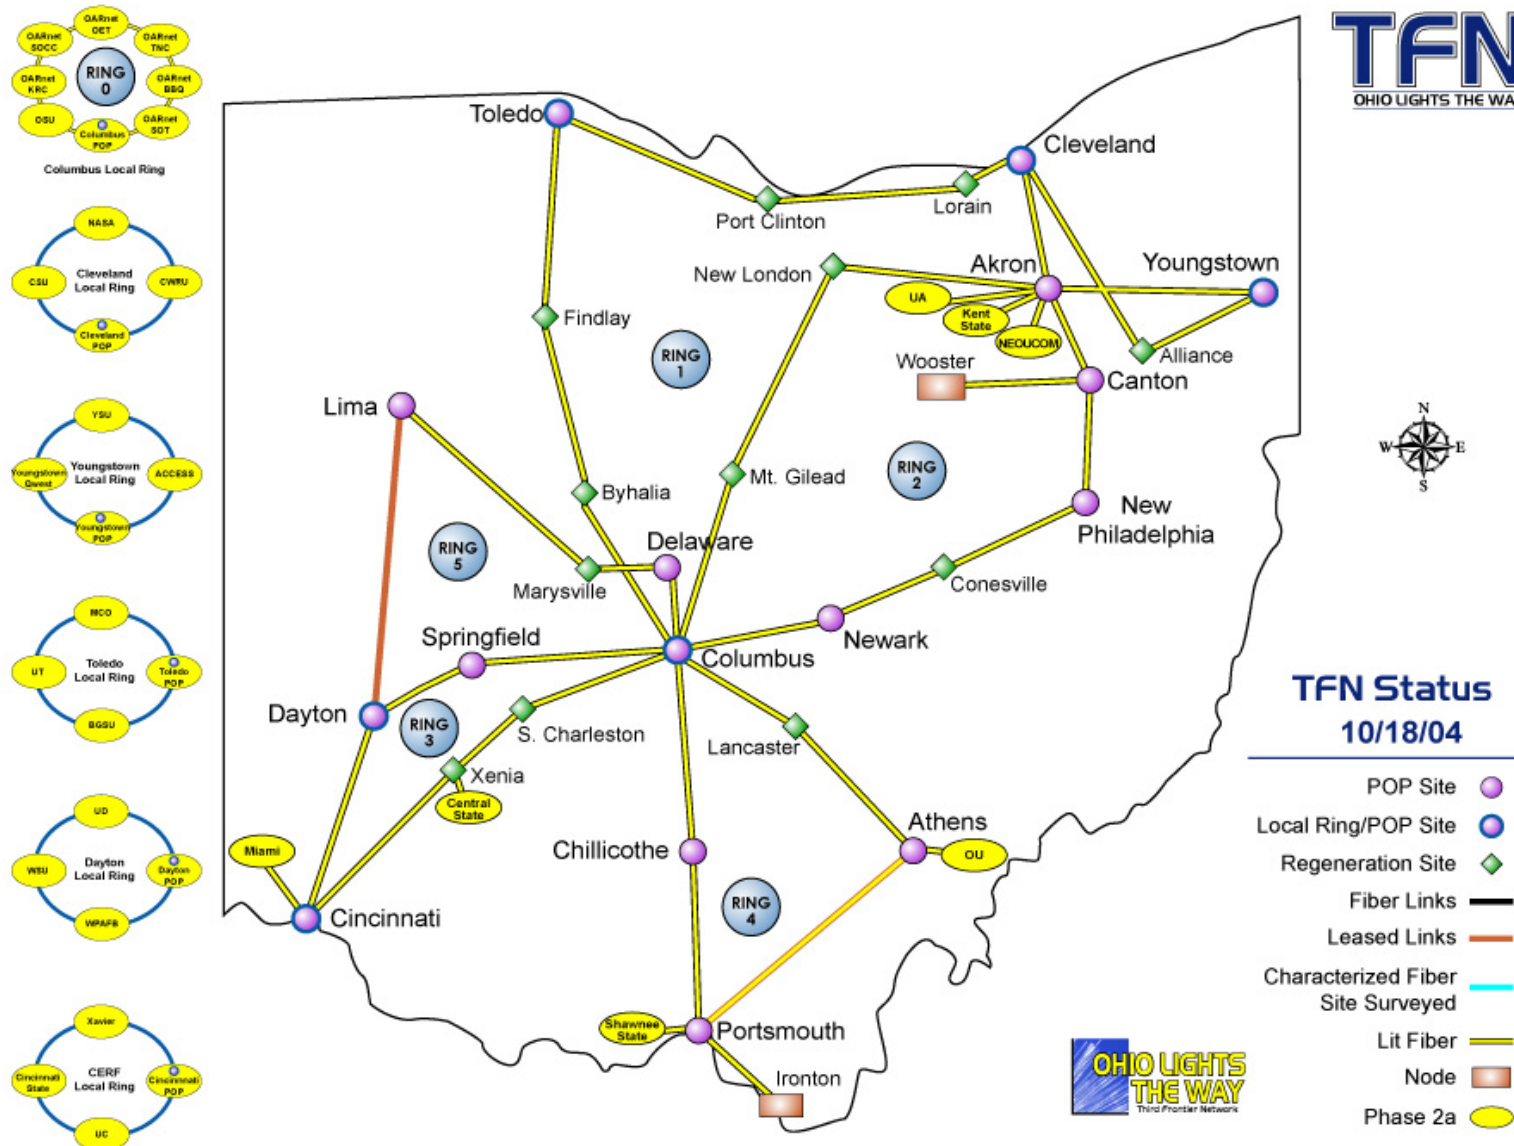 OARnet
OET
OARnet
SOCC
OARnet
TNC
RING
0
OARnet
KRC
OARnet
BBQ
OSU
OARnet
SOT
Columbus
POP
Columbus Local Ring
NASA
CSU
Cleveland
Local Ring
CWRU
Cleveland
POP
YSU
Youngstown
Qwest
Youngstown
Local Ring
ACCESS
Youngstown
POP
MCO
UT
Toledo
Local Ring
Toledo
POP
BGSU
UD
WSU
Dayton
Local Ring
Dayton
POP
WPAFB
Xavier
Cincinnati
State
CERF
Local Ring
Cincinnnati
POP
UC
Toledo
Cleveland
Port Clinton
Lorain
New London
Akron
Youngstown
UA
Kent
State
NEOUCOM
Findlay
RING
1
Wooster
Alliance
Canton
Lima
Byhalia
Mt. Gilead
RING
2
New
Philadelphia
RING
5
Delaware
Marysville
Conesville
Springfield
Columbus
Newark
Dayton
RING
3
S. Charleston
Lancaster
Xenia
Central
State
Miami
Chillicothe
Athens
OU
Cincinnati
RING
4
Shawnee
State
Portsmouth
Ironton
TFN
OHIO LIGHTS THE WA
N
W
E
S
TFN Status
10/18/04
POP Site
Local Ring/POP Site
Regeneration Site
Fiber Links
Leased Links
Characterized Fiber
Site Surveyed
Lit Fiber
Node
Phase 2a
OHIO LIGHTS
THE WAY
Third Frontier Network